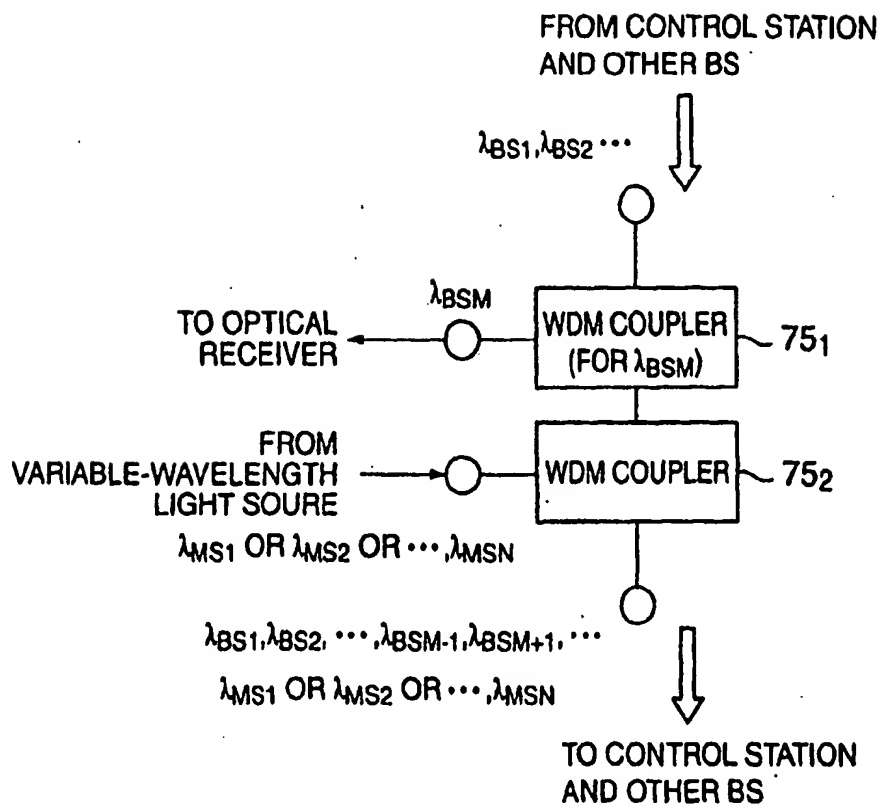 FROM CONTROL STATION
AND OTHER BS
λBS1,λBS2 ···
λBSM
TO OPTICAL
RECEIVER
WDM COUPLER
(FOR λBSM)
75₁
FROM
VARIABLE-WAVELENGTH
LIGHT SOURE
WDM COUPLER
75₂
λMS1 OR λMS2 OR ···,λMSN
λBS1,λBS2, ···,λBSM-1,λBSM+1, ···
λMS1 OR λMS2 OR ···,λMSN
TO CONTROL STATION
AND OTHER BS